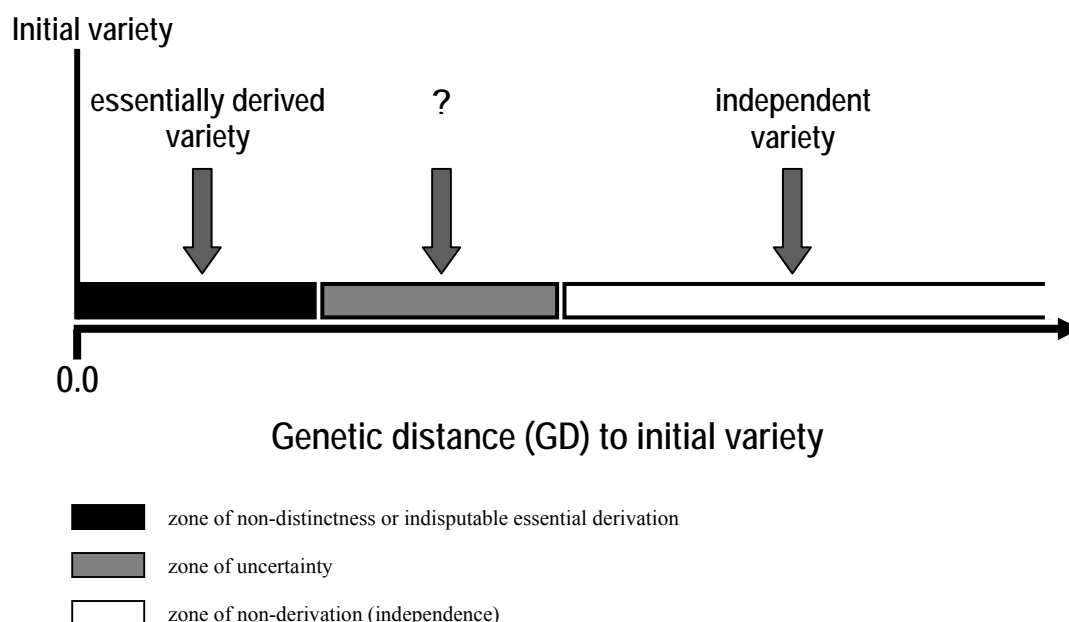 Initial variety
essentially derived
variety
?
independent
variety
0.0
Genetic distance (GD) to initial variety
zone of non-distinctness or indisputable essential derivation
zone of uncertainty
zone of non-derivation (independence)